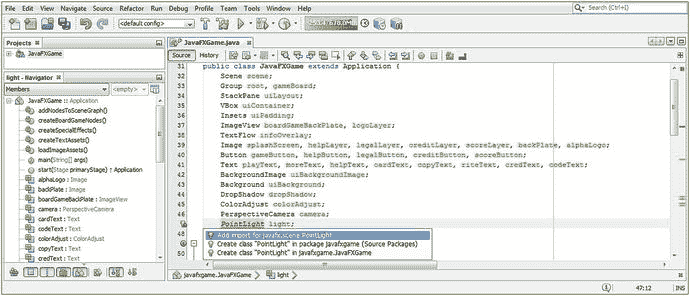 File Edit View Navigate Source Refactor Run Debug Profile Team Tools Window Help
Search (Ctrl+I)
<default config>
Projects
JavaFXGame
light - Navigator
Members
<empty>
JavaFXGame :: Application
addNodesToSceneGraph()
createBoardGameNodes()
createSpecialEffects()
createTextAssets()
loadImageAssets()
main(String[] args)
start(Stage primaryStage) ↑ Application
alphaLogo : Image
backPlate : Image
boardGameBackPlate : ImageView
camera : PerspectiveCamera
cardText : Text
codeText : Text
colorAdjust : ColorAdjust
copyText : Text
credText : Text
JavaFXGame.java
Source History
31 public class JavaFXGame extends Application {
32 Scene scene;
33 Group root, gameBoard;
34 StackPane uiLayout;
35 VBox uiContainer;
36 Insets uiPadding;
37 ImageView boardGameBackPlate, logoLayer;
38 TextFlow infoOverlay;
39 Image splashScreen, helpLayer, legalLayer, creditLayer, scoreLayer, backPlate, alphaLogo;
40 Button gameButton, helpButton, legalButton, creditButton, scoreButton;
41 Text playText, moreText, helpText, cardText, copyText, riteText, credText, codeText;
42 BackgroundImage uiBackgroundImage;
43 Background uiBackground;
44 DropShadow dropShadow;
45 ColorAdjust colorAdjust;
46 PerspectiveCamera camera;
PointLight light;
48 Add import for javafx.scene.PointLight
Create class "PointLight" in package javafxgame (Source Packages)
50 Create class "PointLight" in javafxgame.JavaFXGame
javafxgame.JavaFXGame light
47:12 INS